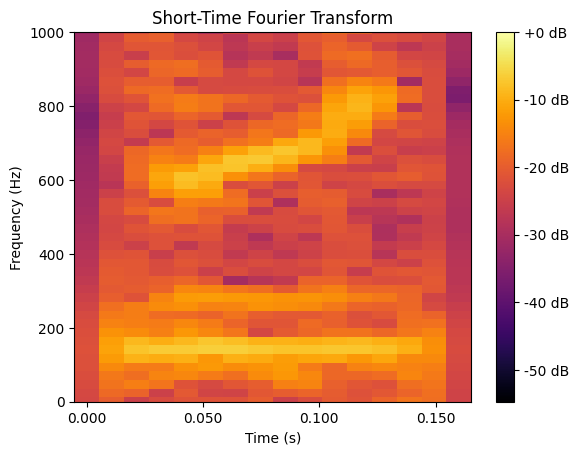 Short-Time Fourier Transform
1000
800
600
400
200
0
Frequency (Hz)
0.000
0.050
0.100
0.150
Time (s)
+0 dB
-10 dB
-20 dB
-30 dB
-40 dB
-50 dB